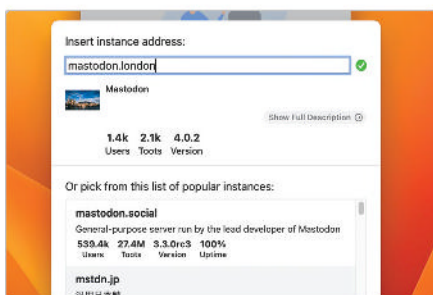 Insert instance address:
mastodon.london
Mastodon
Show Full Description
1.4k 2.1k 4.0.2
Users Toots Version
Or pick from this list of popular instances:
mastodon.social
General-purpose server run by the lead developer of Mastodon
539.4k 27.4M 3.3.0rc3 100%
Users Toots Version Uptime
mstdn.jp